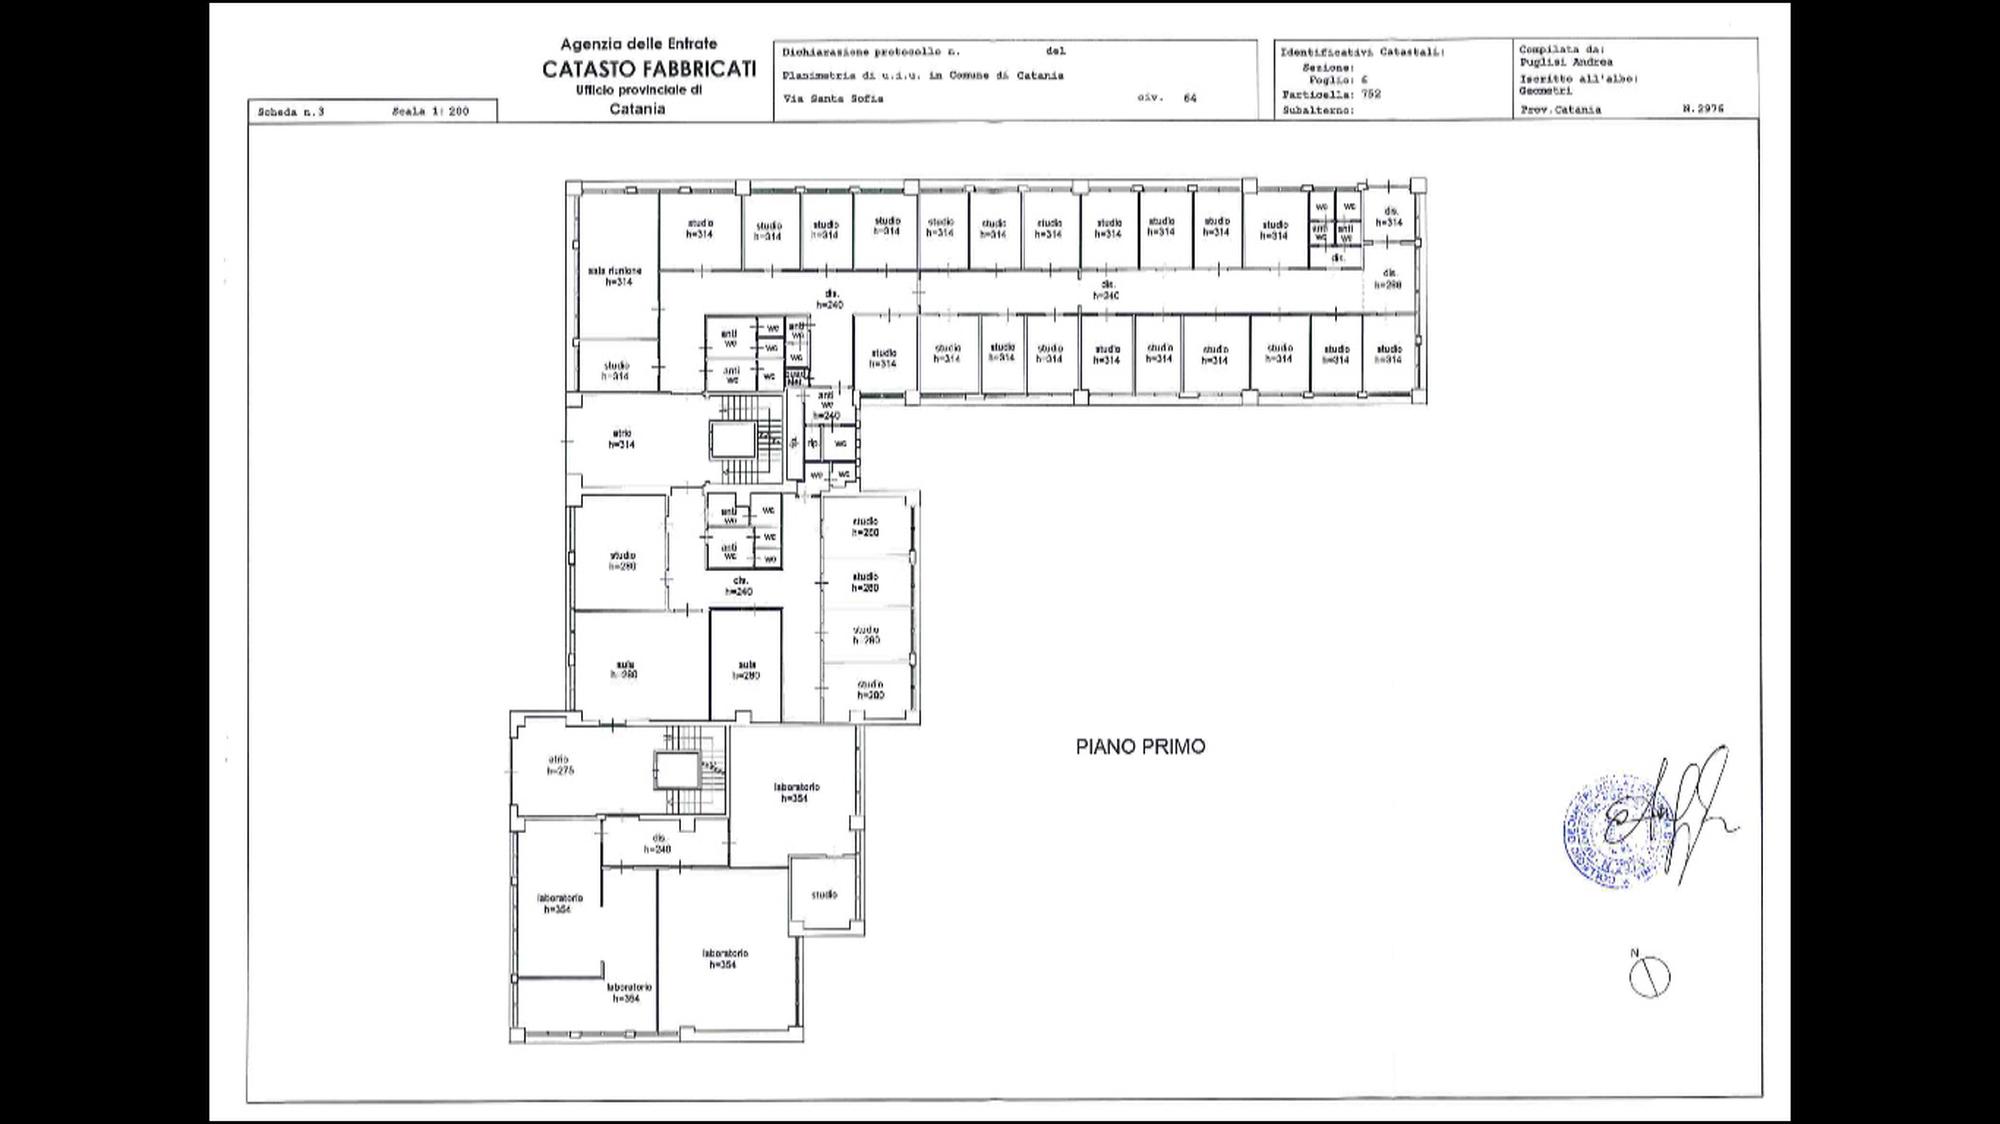 Agenzia delle Entrate
CATASTO FABBRICATI
Ufficio provinciale di
Catania
Scheda n.3 Scala 1: 200
Dichiarazione protocollo n. del
Planimetria di u.i.u. in Comune di Catania
Via Santa Sofia civ. 64
Identificativi Catastali:
Sezione:
Foglio: 6
Particella: 752
Subalterno:
Compilata da:
Puglisi Andrea
Iscritto all'albo:
Geometri
Prov.Catania N.2976
studio
h=314
studio
h=314
studio
h=314
studio
h=314
studio
h=314
studio
h=314
studio
h=314
studio
h=314
studio
h=314
studio
h=314
studio
h=314
wc
wc
anti
wc
anti
wc
dis.
dis.
h=314
sala riunione
h=314
dis.
h=240
dis.
h=240
dis.
h=280
studio
h=314
anti
wc
wc
wc
anti
wc
wc
anti
wc
wc
studio
h=314
studio
h=314
studio
h=314
studio
h=314
studio
h=314
studio
h=314
studio
h=314
studio
h=314
studio
h=314
studio
h=314
anti
wc
h=240
atrio
h=314
rip.
rip.
wc
wc
wc
anti
wc
wc
wc
anti
wc
wc
studio
h=280
studio
h=280
studio
h=280
dis.
h=240
studio
h=280
aula
h=280
aula
h=280
studio
h=280
atrio
h=275
laboratorio
h=354
PIANO PRIMO
dis.
h=240
laboratorio
h=354
studio
laboratorio
h=354
laboratorio
h=354
N